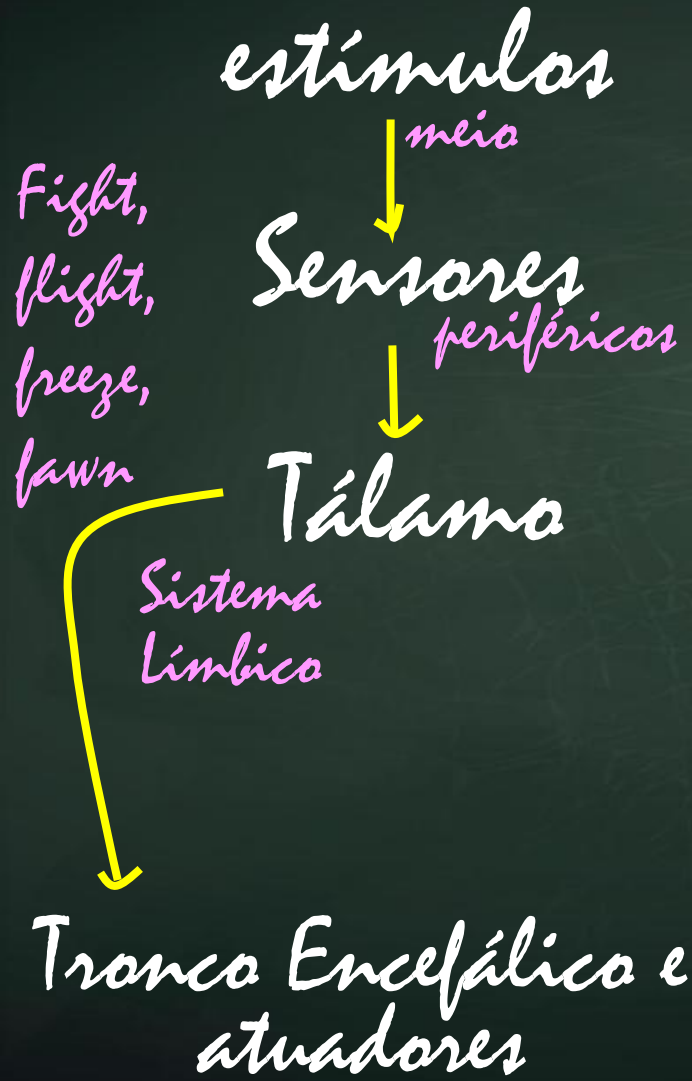 estímulos
meio
Fight,
flight,
freeze,
fawn
Sensores
periféricos
Tálamo
Sistema
Límbico
Tronco Encefálico e
atuadores